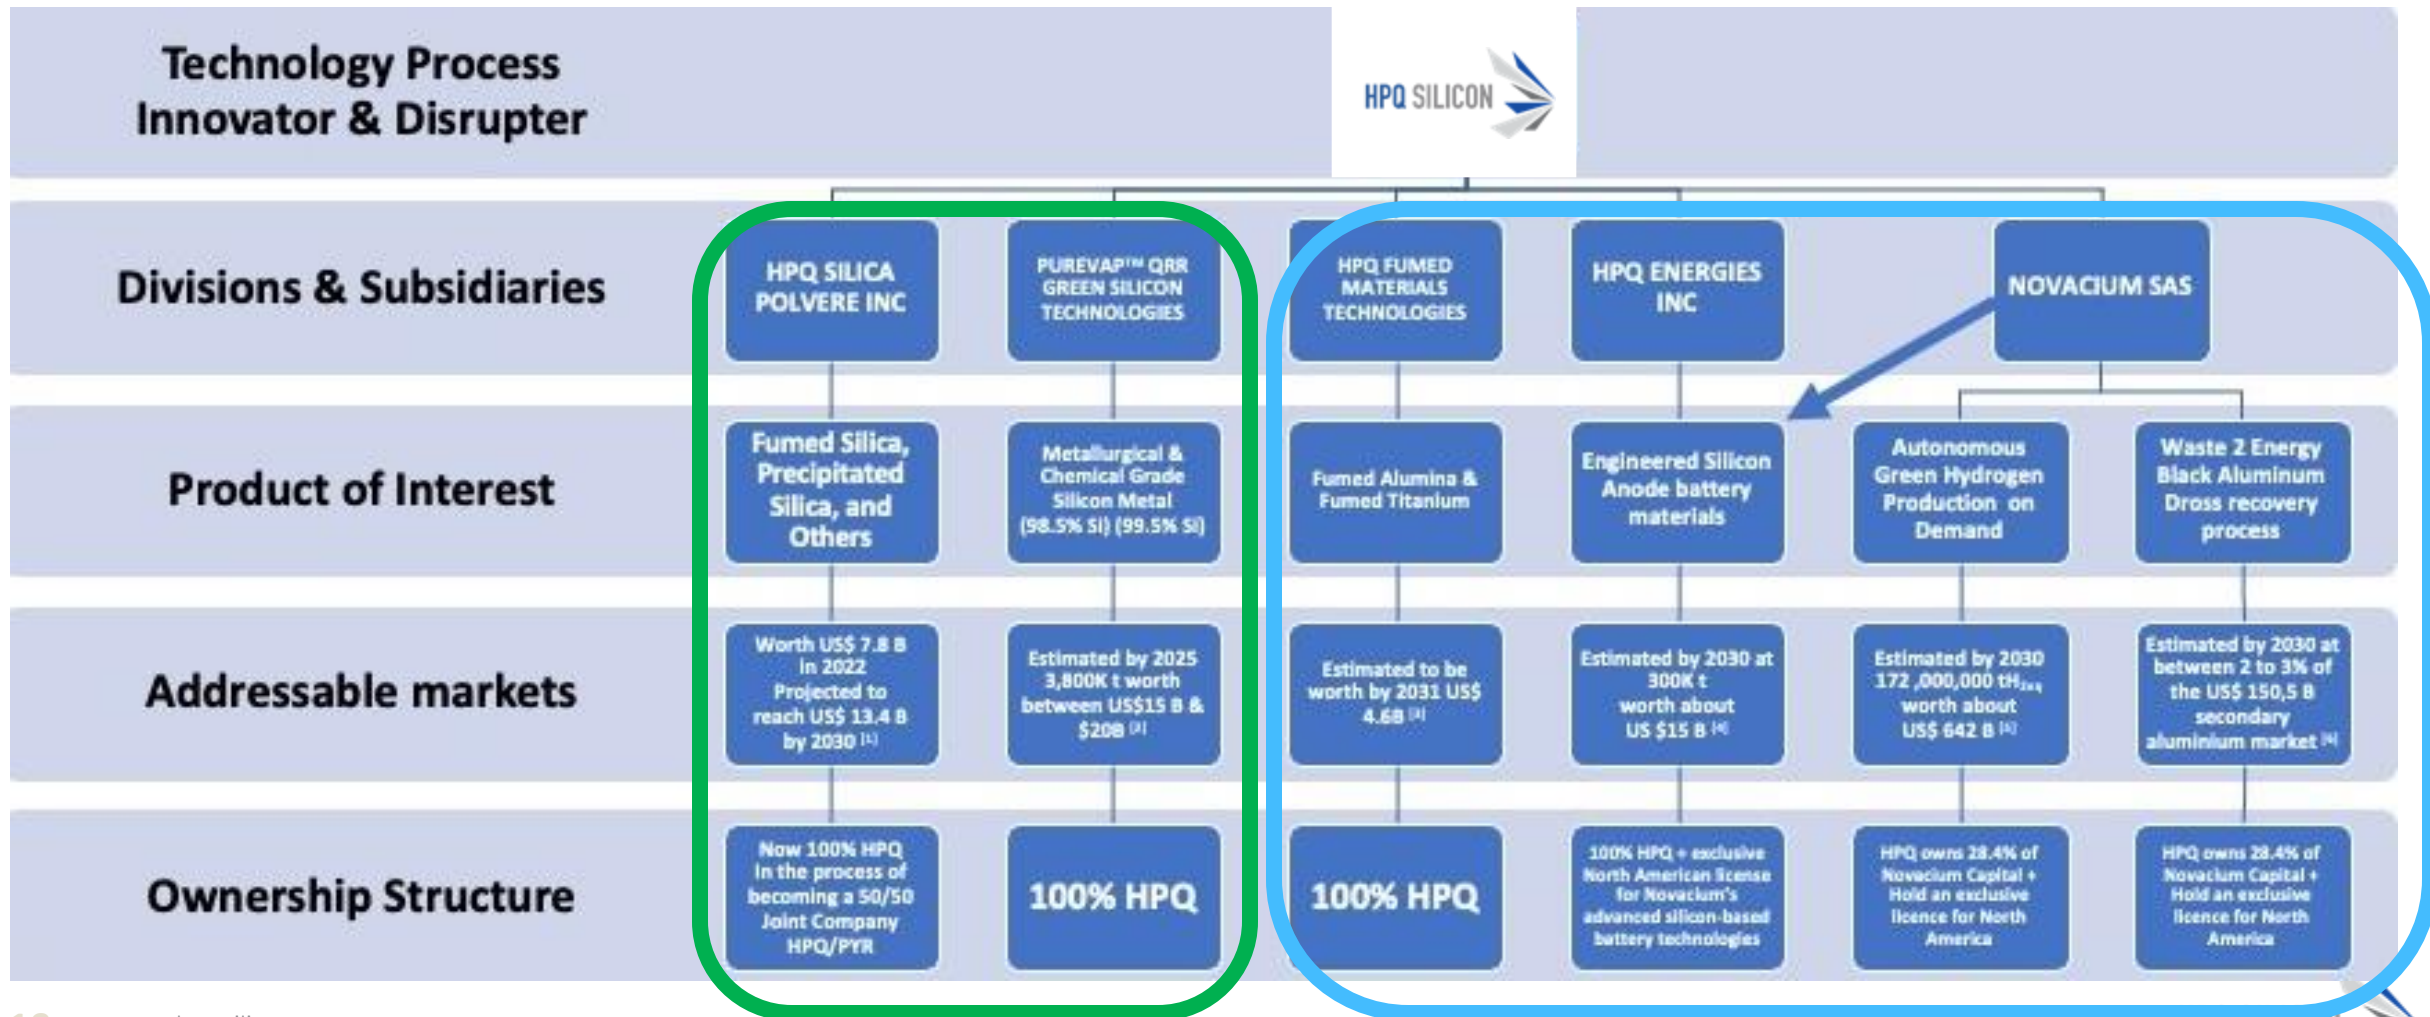 Technology Process
Innovator & Disrupter
HPQ SILICON
Divisions & Subsidiaries
HPQ SILICA
POLVERE INC
PUREVAP™ QRR
GREEN SILICON
TECHNOLOGIES
HPQ FUMED
MATERIALS
TECHNOLOGIES
HPQ ENERGIES
INC
NOVACIUM SAS
Product of Interest
Fumed Silica,
Precipitated
Silica, and
Others
Metallurgical &
Chemical Grade
Silicon Metal
(98.5% Si) (99.5% Si)
Fumed Alumina &
Fumed Titanium
Engineered Silicon
Anode battery
materials
Autonomous
Green Hydrogen
Production on
Demand
Waste 2 Energy
Black Aluminum
Dross recovery
process
Addressable markets
Worth US$ 7.8 B
in 2022
Projected to
reach US$ 13.4 B
by 2030 [1]
Estimated by 2025
3,800K t worth
between US$15 B &
$20B [2]
Estimated to be
worth by 2031 US$
4.6B [3]
Estimated by 2030 at
300K t
worth about
US $15 B [4]
Estimated by 2030
172 ,000,000
worth about
US$ 642 B [5]
Estimated by 2030 at
between 2 to 3% of
the US$ 150,5 B
secondary
aluminium market [6]
Ownership Structure
Now 100% HPQ
In the process of
becoming a 50/50
Joint Company
HPQ/PYR
100% HPQ
100% HPQ
100% HPQ + exclusive
North American license
for Novacium's
advanced silicon-based
battery technologies
HPQ owns 28.4% of
Novacium Capital +
Hold an exclusive
licence for North
America
HPQ owns 28.4% of
Novacium Capital +
Hold an exclusive
licence for North
America